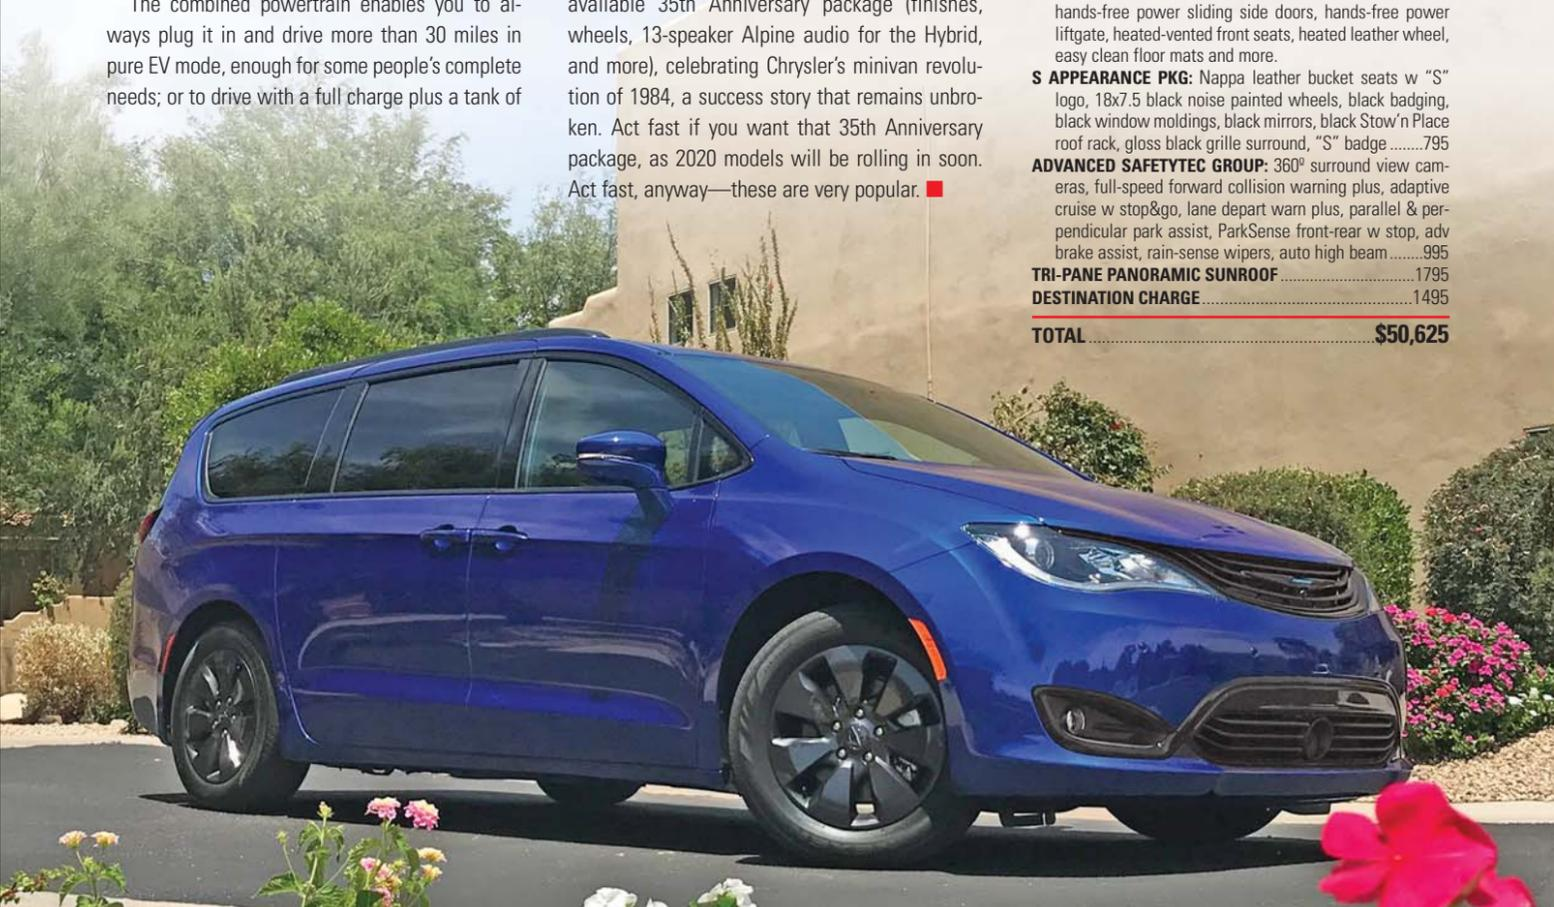 The combined powertrain enables you to al-
ways plug it in and drive more than 30 miles in
pure EV mode, enough for some people’s complete
needs; or to drive with a full charge plus a tank of
available 35th Anniversary package (finishes,
wheels, 13-speaker Alpine audio for the Hybrid,
and more), celebrating Chrysler’s minivan revolu-
tion of 1984, a success story that remains unbro-
ken. Act fast if you want that 35th Anniversary
package, as 2020 models will be rolling in soon.
Act fast, anyway—these are very popular.
hands-free power sliding side doors, hands-free power
liftgate, heated-vented front seats, heated leather wheel,
easy clean floor mats and more.
S APPEARANCE PKG: Nappa leather bucket seats w “S”
logo, 18x7.5 black noise painted wheels, black badging,
black window moldings, black mirrors, black Stow’n Place
roof rack, gloss black grille surround, “S” badge ........795
ADVANCED SAFETYTEC GROUP: 360º surround view cam-
eras, full-speed forward collision warning plus, adaptive
cruise w stop&go, lane depart warn plus, parallel & per-
pendicular park assist, ParkSense front-rear w stop, adv
brake assist, rain-sense wipers, auto high beam ........995
TRI-PANE PANORAMIC SUNROOF ................................1795
DESTINATION CHARGE ..................................................1495
TOTAL ....................................................................$50,625